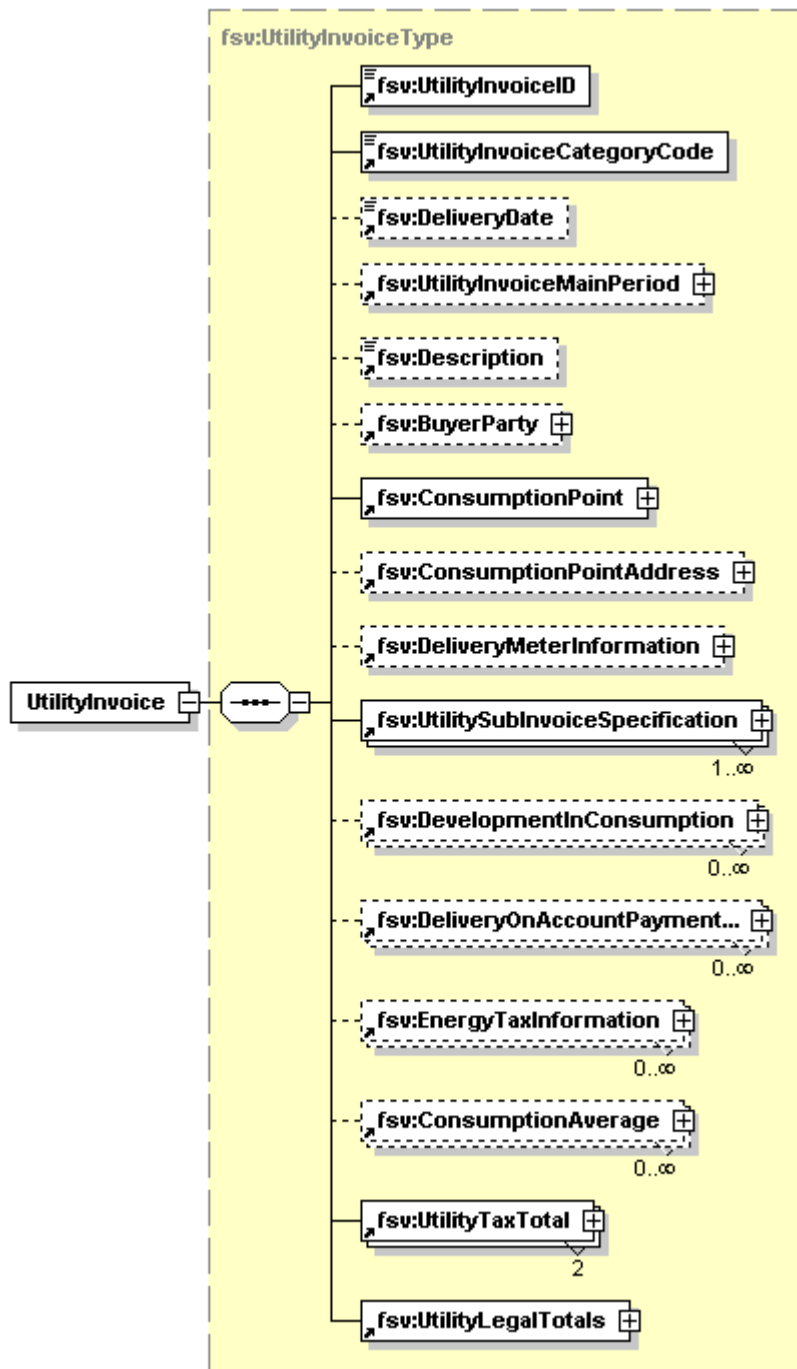 fsv:UtilityInvoiceType
fsv:UtilityInvoiceID
fsv:UtilityInvoiceCategoryCode
fsv:DeliveryDate
fsv:UtilityInvoiceMainPeriod
fsv:Description
fsv:BuyerParty
fsv:ConsumptionPoint
fsv:ConsumptionPointAddress
fsv:DeliveryMeterInformation
UtilityInvoice
fsv:UtilitySubInvoiceSpecification
1..∞
fsv:DevelopmentInConsumption
0..∞
fsv:DeliveryOnAccountPayment...
0..∞
fsv:EnergyTaxInformation
0..∞
fsv:ConsumptionAverage
0..∞
fsv:UtilityTaxTotal
2
fsv:UtilityLegalTotals